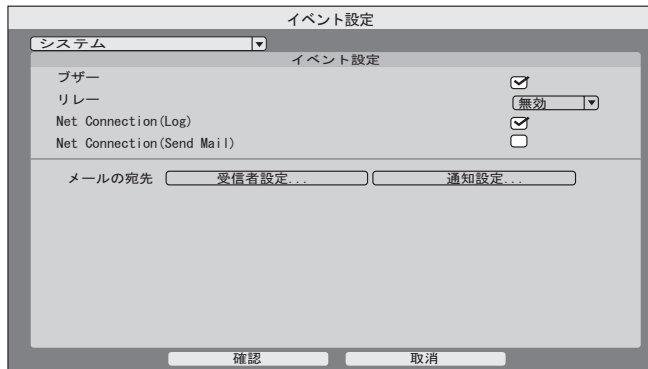 イベント設定
システム
イベント設定
ブザー
リレー 無効
Net Connection(Log)
Net Connection(Send Mail)
メールの宛先 受信者設定... 通知設定...
確認 取消